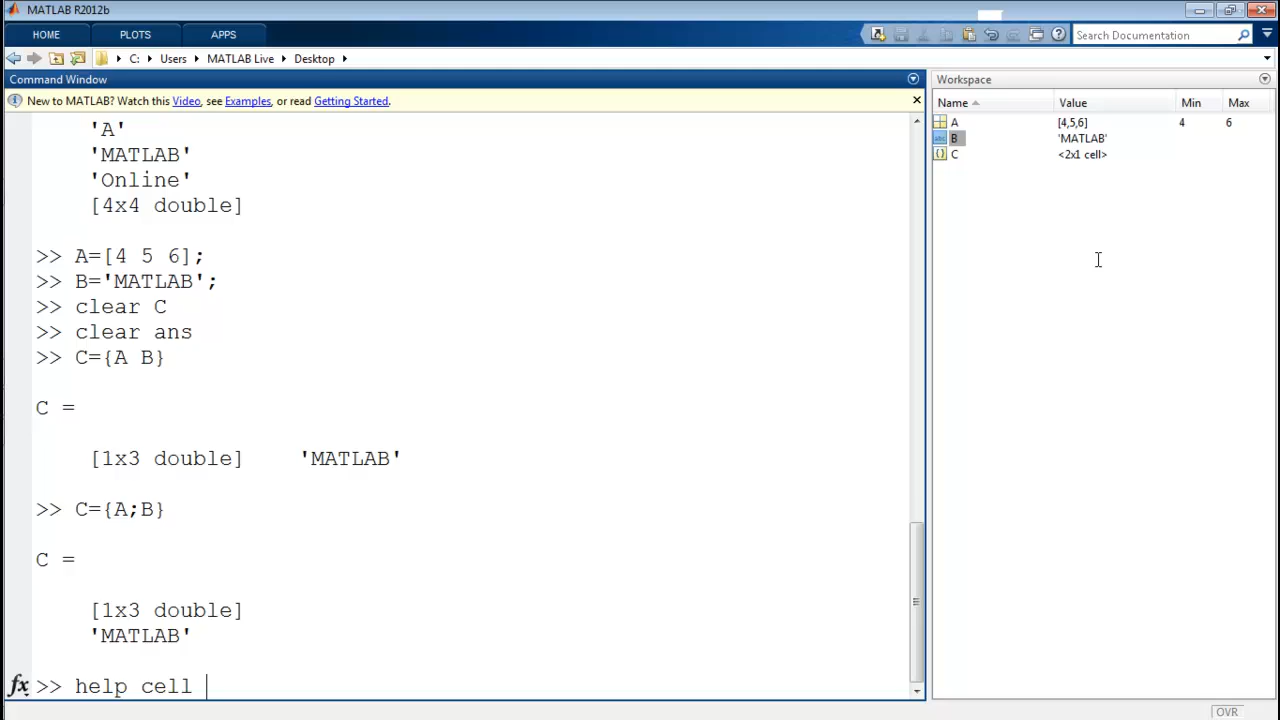 MATLAB R2012b
HOME PLOTS APPS
Search Documentation
C: Users MATLAB Live Desktop
Command Window
New to MATLAB? Watch this Video, see Examples, or read Getting Started.
'A'
'MATLAB'
'Online'
[4x4 double]
>> A=[4 5 6];
>> B='MATLAB';
>> clear C
>> clear ans
>> C={A B}
C =
[1x3 double] 'MATLAB'
>> C={A;B}
C =
[1x3 double]
'MATLAB'
fx >> help cell
Workspace
Name Value Min Max
A [4,5,6] 4 6
abc B 'MATLAB'
{} C <2x1 cell>
OVR